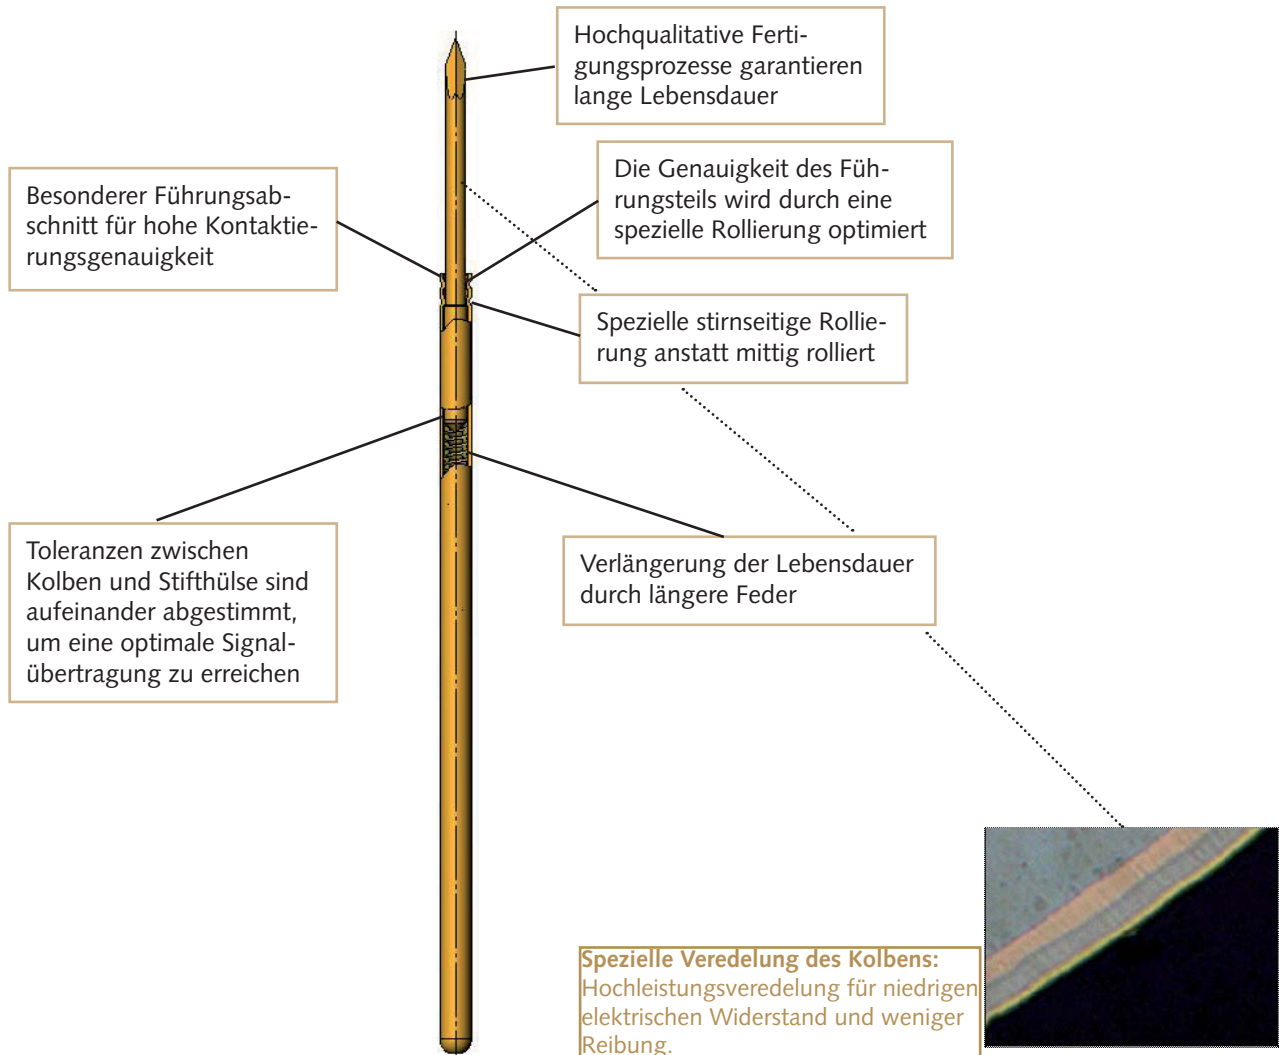 Hochqualitative Ferti-
gungsprozesse garantieren
lange Lebensdauer
Die Genauigkeit des Füh-
rungsteils wird durch eine
spezielle Rollierung optimiert
Besonderer Führungsab-
schnitt für hohe Kontaktie-
rungsgenauigkeit
Spezielle stirnseitige Rollie-
rung anstatt mittig rolliert
Toleranzen zwischen
Kolben und Stifthülse sind
aufeinander abgestimmt,
um eine optimale Signal-
übertragung zu erreichen
Verlängerung der Lebensdauer
durch längere Feder
Spezielle Veredelung des Kolbens:
Hochleistungsveredelung für niedrigen
elektrischen Widerstand und weniger
Reibung.